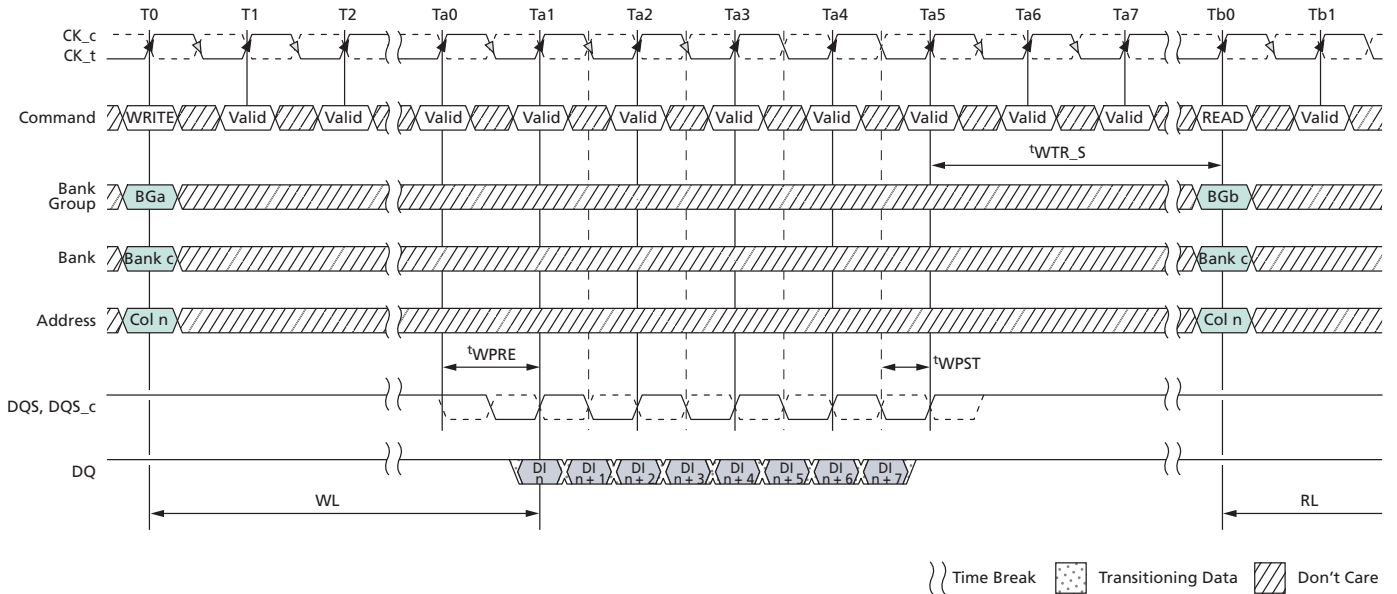 T0 T1 T2 Ta0 Ta1 Ta2 Ta3 Ta4 Ta5 Ta6 Ta7 Tb0 Tb1
CK_c
CK_t
Command WRITE Valid Valid Valid Valid Valid Valid Valid Valid Valid Valid READ Valid
tWTR_S
Bank
Group BGa BGb
Bank Bank c Bank c
Address Col n Col n
tWPRE tWPST
DQS, DQS_c
DQ DI n DI n + 1 DI n + 2 DI n + 3 DI n + 4 DI n + 5 DI n + 6 DI n + 7
WL RL
Time Break Transitioning Data Don't Care